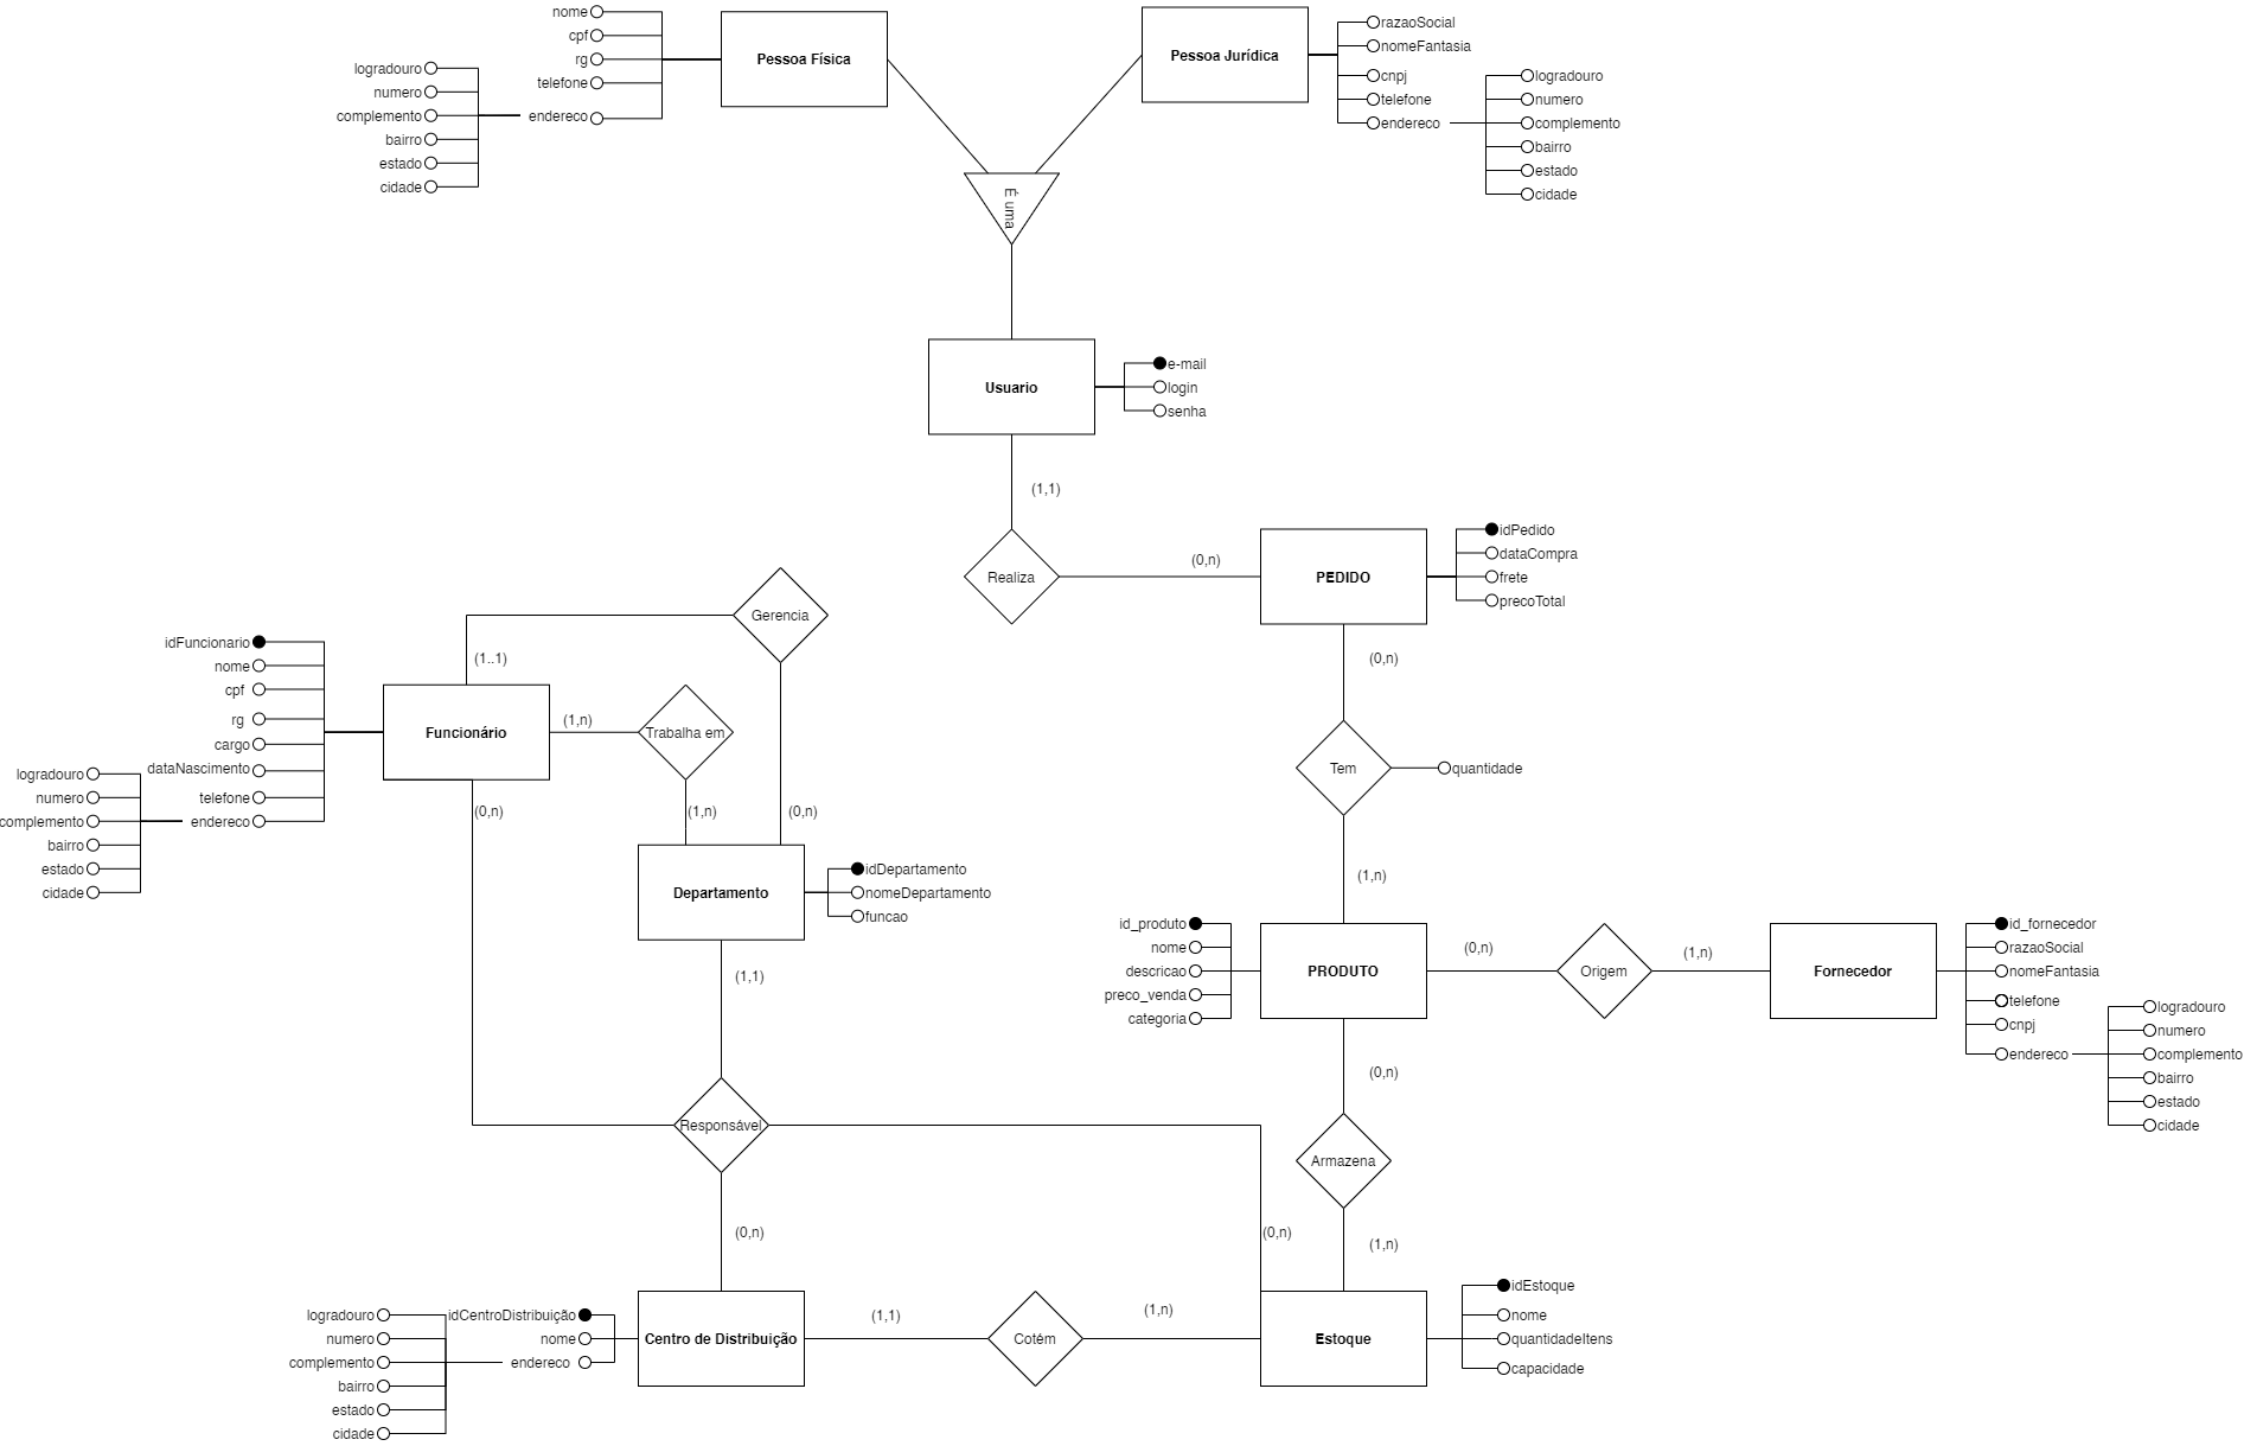 nome
cpf
rg
telefone
endereco
logradouro
numero
complemento
bairro
estado
cidade
Pessoa Física
Pessoa Jurídica
razaoSocial
nomeFantasia
cnpj
telefone
endereco
logradouro
numero
complemento
bairro
estado
cidade
É uma
Usuario
e-mail
login
senha
(1,1)
Realiza
(0,n)
PEDIDO
idPedido
dataCompra
frete
precoTotal
(0,n)
Tem
quantidade
(1,n)
Gerencia
(1..1)
(0,n)
idFuncionario
nome
cpf
rg
cargo
dataNascimento
telefone
endereco
logradouro
numero
complemento
bairro
estado
cidade
Funcionário
(1,n)
Trabalha em
(1,n)
(0,n)
Departamento
idDepartamento
nomeDepartamento
funcao
(1,1)
id_produto
nome
descricao
preco_venda
categoria
PRODUTO
(0,n)
Origem
(1,n)
Fornecedor
id_fornecedor
razaoSocial
nomeFantasia
telefone
cnpj
endereco
logradouro
numero
complemento
bairro
estado
cidade
(0,n)
Armazena
(1,n)
Responsável
(0,n)
(0,n)
idCentroDistribuição
nome
endereco
logradouro
numero
complemento
bairro
estado
cidade
Centro de Distribuição
(1,1)
Cotém
(1,n)
Estoque
idEstoque
nome
quantidadeItens
capacidade